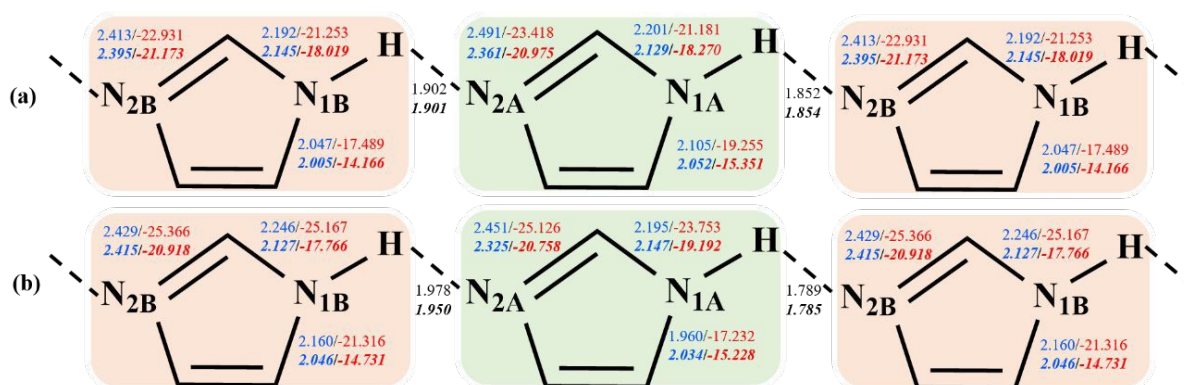 2.413/-22.931 2.192/-21.253 H 2.491/-23.418 2.201/-21.181 H 2.413/-22.931 2.192/-21.253 H
2.395/-21.173 2.145/-18.019 2.361/-20.975 2.129/-18.270 2.395/-21.173 2.145/-18.019
(a) N2B N1B 1.902 N2A N1A 1.852 N2B N1B
1.901 1.854
2.047/-17.489 2.105/-19.255 2.047/-17.489
2.005/-14.166 2.052/-15.351 2.005/-14.166
2.429/-25.366 2.246/-25.167 H 2.451/-25.126 2.195/-23.753 H 2.429/-25.366 2.246/-25.167 H
2.415/-20.918 2.127/-17.766 2.325/-20.758 2.147/-19.192 2.415/-20.918 2.127/-17.766
(b) N2B N1B 1.978 N2A N1A 1.789 N2B N1B
1.950 1.785
2.160/-21.316 1.960/-17.232 2.160/-21.316
2.046/-14.731 2.034/-15.228 2.046/-14.731